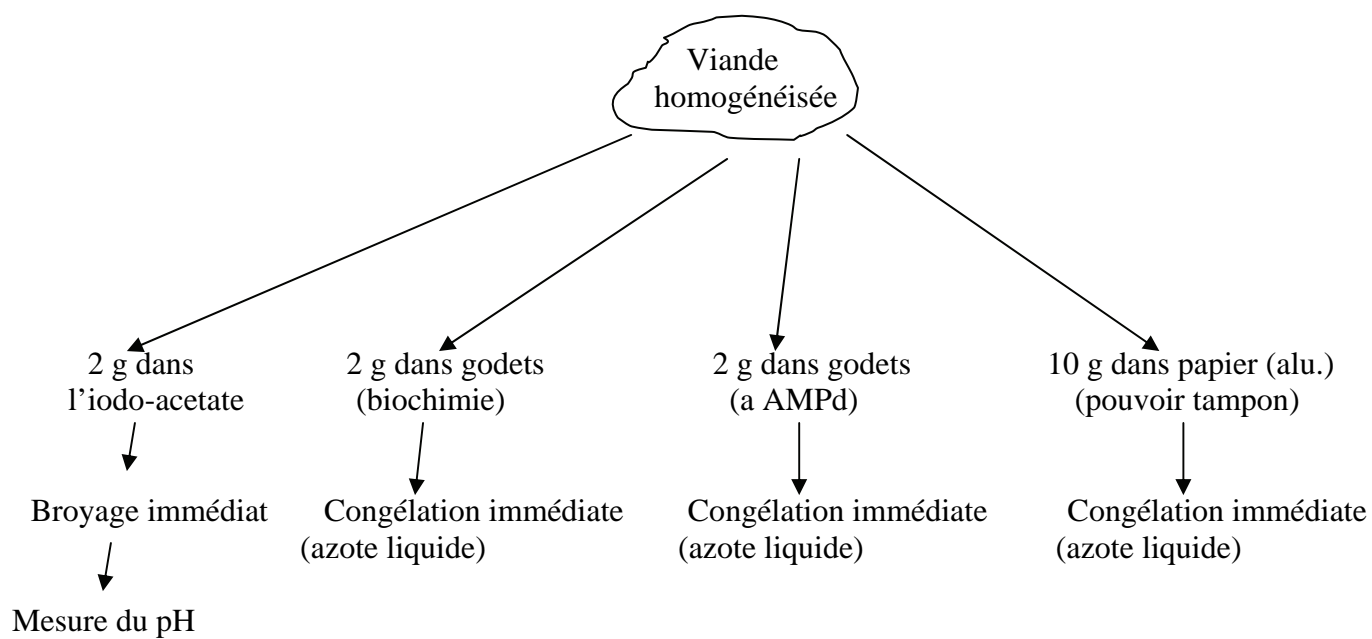 Viande
homogénéisée
2 g dans
l’iodo-acetate
2 g dans godets
(biochimie)
2 g dans godets
(a AMPd)
10 g dans papier (alu.)
(pouvoir tampon)
Broyage immédiat
Congélation immédiate
(azote liquide)
Congélation immédiate
(azote liquide)
Congélation immédiate
(azote liquide)
Mesure du pH